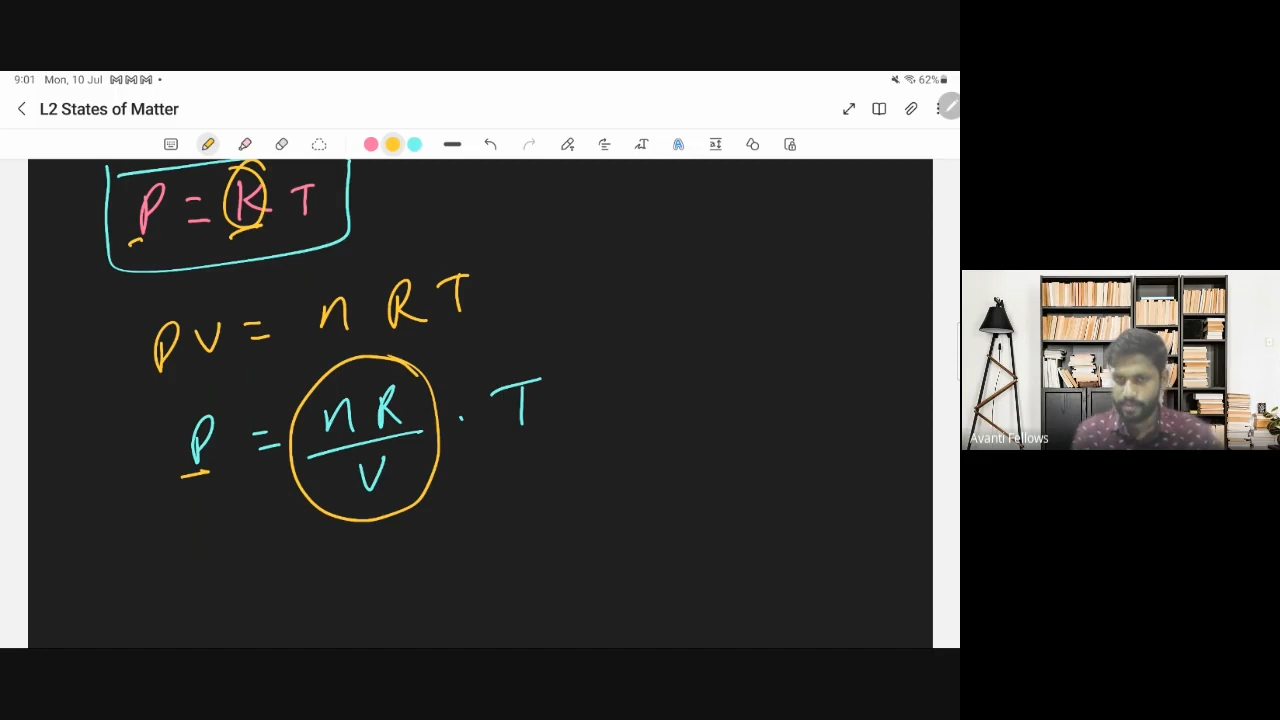 9:01 Mon, 10 Jul
62%
L2 States of Matter
P = K T
PV = n R T
P = nR/V . T
Avanti Fellows